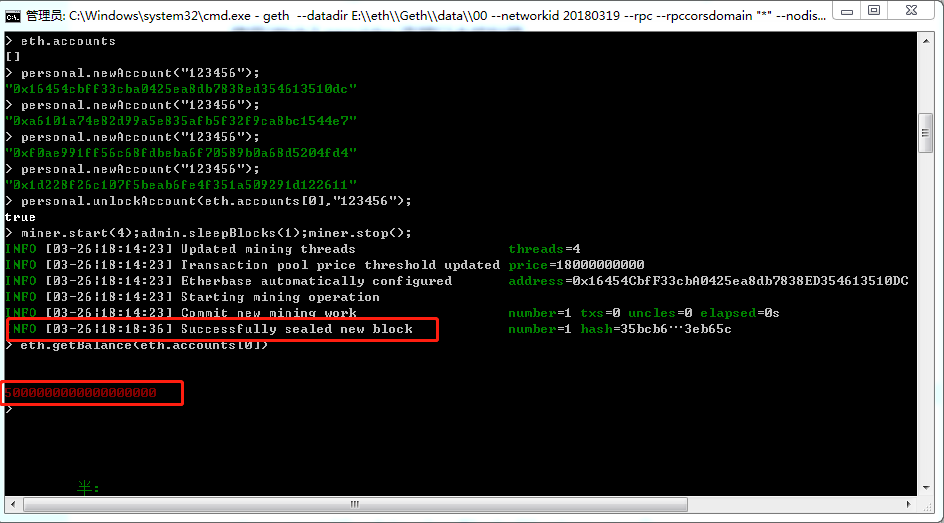 管理员: C:\Windows\system32\cmd.exe - geth --datadir E:\\eth\\Geth\\data\\00 --networkid 20180319 --rpc --rpccorsdomain "*" --nodis...
> eth.accounts
[]
> personal.newAccount("123456");
"0x16454cbff33cba0425ea8db7838ed354613510dc"
> personal.newAccount("123456");
"0xa6101a74e82d99a5e835afb5f32f9ca8bc1544e7"
> personal.newAccount("123456");
"0xf0ae991ff56c68fdbeba6f70589b0a68d5204fd4"
> personal.newAccount("123456");
"0x1d228f26c107f5beab6fe4f351a509291d122611"
> personal.unlockAccount(eth.accounts[0],"123456");
true
> miner.start(4);admin.sleepBlocks(1);miner.stop();
INFO [03-26|18:14:23] Updated mining threads threads=4
INFO [03-26|18:14:23] Transaction pool price threshold updated price=18000000000
INFO [03-26|18:14:23] Etherbase automatically configured address=0x16454CbfF33cbA0425ea8db7838ED354613510DC
INFO [03-26|18:14:23] Starting mining operation
INFO [03-26|18:14:23] Commit new mining work number=1 txs=0 uncles=0 elapsed=0s
INFO [03-26|18:18:36] Successfully sealed new block number=1 hash=35bcb6…3eb65c
> eth.getBalance(eth.accounts[0])
5000000000000000000
>
半: